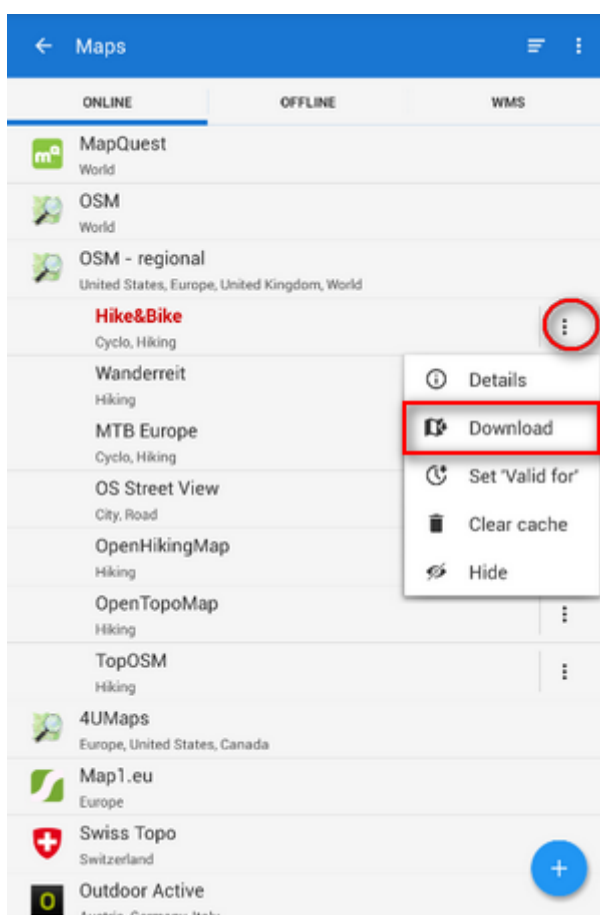 Maps
ONLINE OFFLINE WMS
MapQuest
World
OSM
World
OSM - regional
United States, Europe, United Kingdom, World
Hike&Bike
Cyclo, Hiking
Wanderreit
Hiking
MTB Europe
Cyclo, Hiking
OS Street View
City, Road
OpenHikingMap
Hiking
OpenTopoMap
Hiking
TopOSM
Hiking
Details
Download
Set 'Valid for'
Clear cache
Hide
4UMaps
Europe, United States, Canada
Map1.eu
Europe
Swiss Topo
Switzerland
Outdoor Active
Austria, Germany, Italy